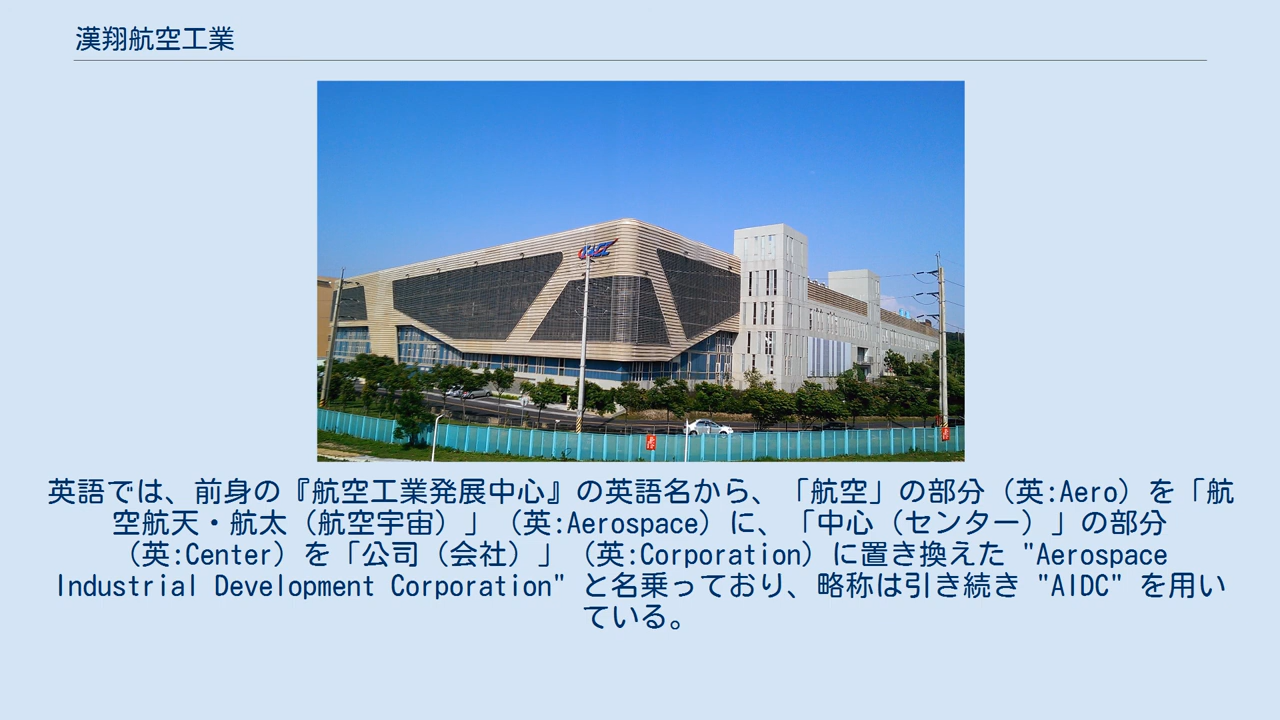 漢翔航空工業
英語では、前身の『航空工業発展中心』の英語名から、「航空」の部分（英:Aero）を「航
空航天・航太（航空宇宙）」（英:Aerospace）に、「中心（センター）」の部分
（英:Center）を「公司（会社）」（英:Corporation）に置き換えた "Aerospace
Industrial Development Corporation" と名乗っており、略称は引き続き "AIDC" を用い
ている。